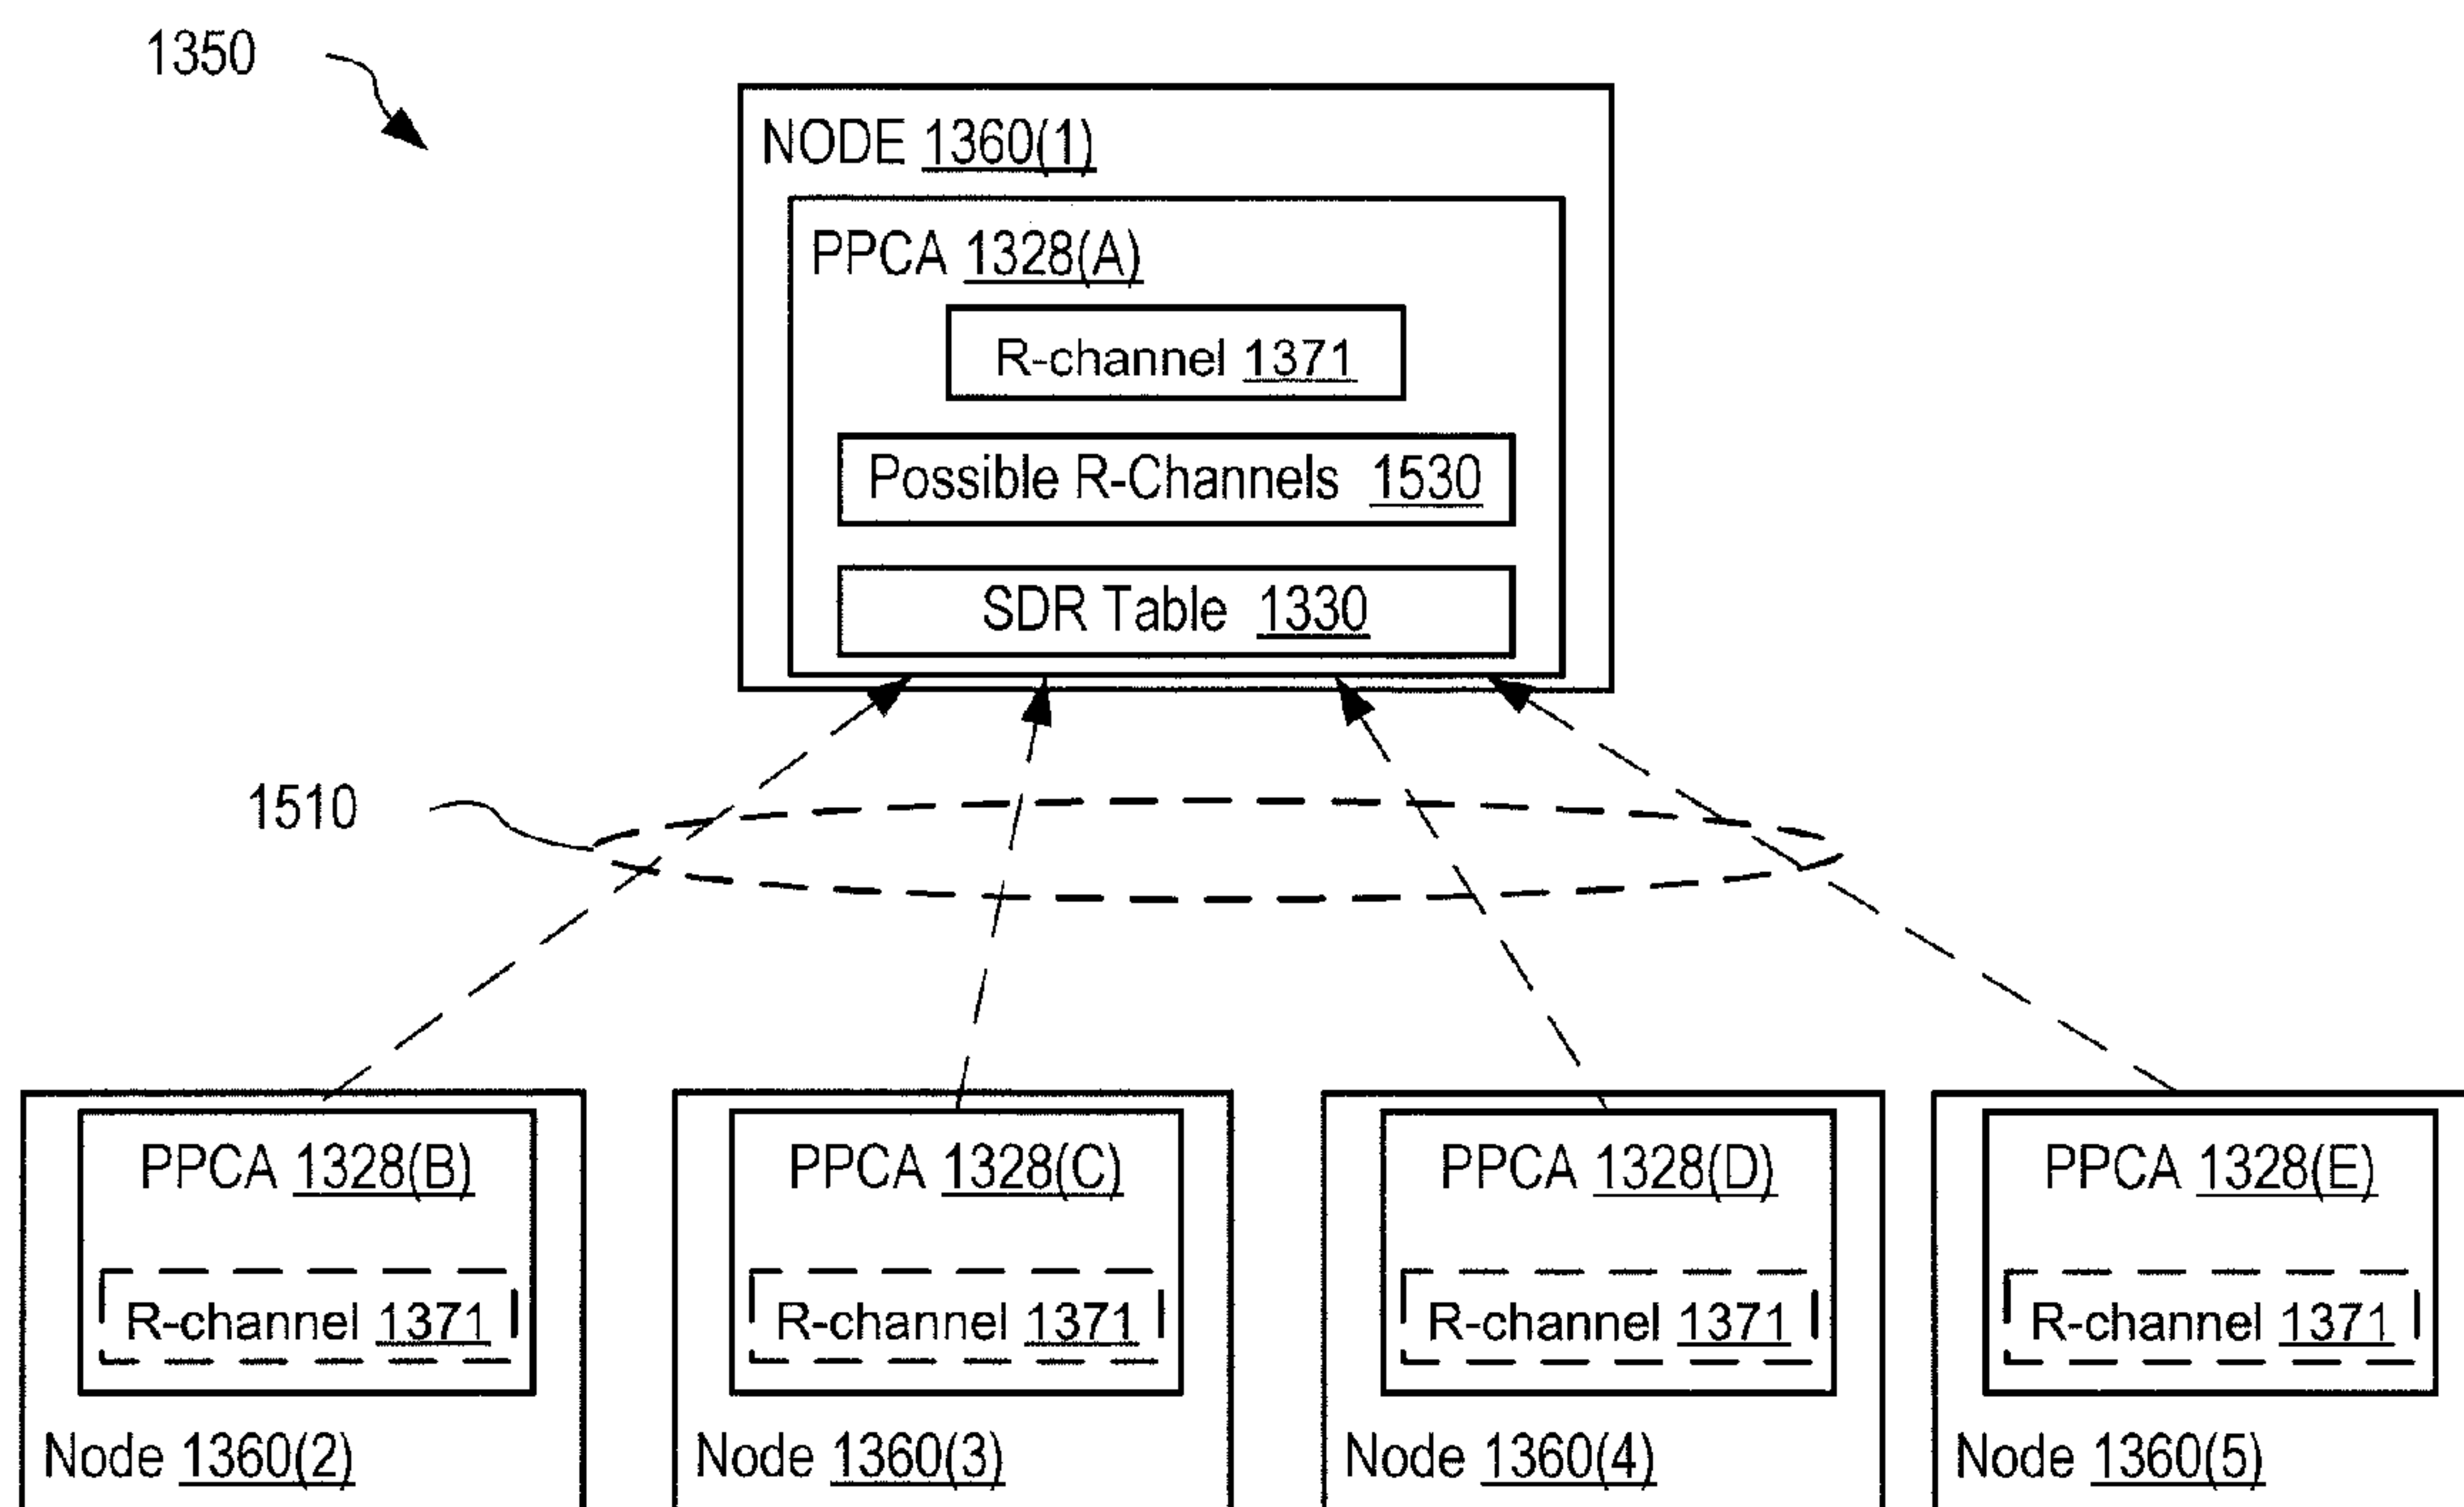 1350
NODE 1360(1)
PPCA 1328(A)
R-channel 1371
Possible R-Channels 1530
SDR Table 1330
1510
PPCA 1328(B)
R-channel 1371
Node 1360(2)
PPCA 1328(C)
R-channel 1371
Node 1360(3)
PPCA 1328(D)
R-channel 1371
Node 1360(4)
PPCA 1328(E)
R-channel 1371
Node 1360(5)